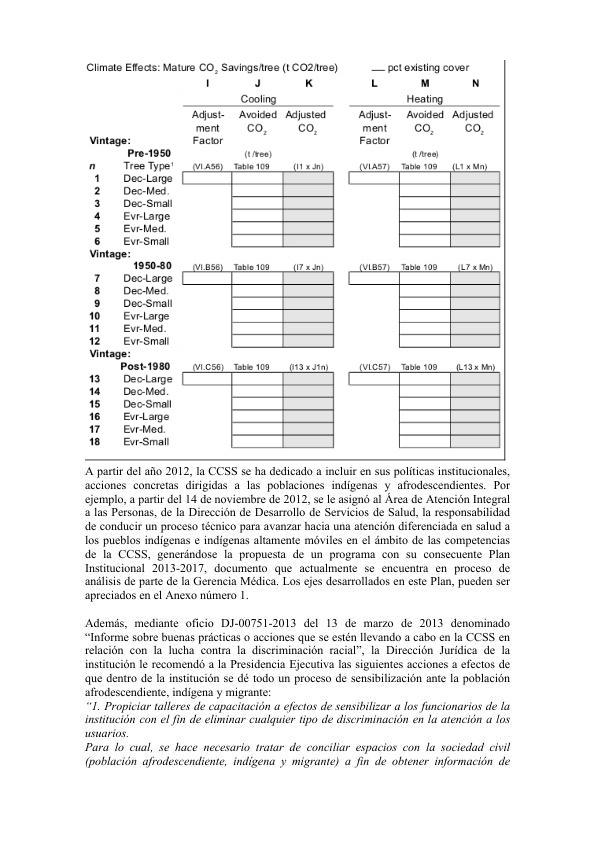 Climate Effects: Mature CO2 Savings/tree (t CO2/tree) __ pct existing cover
I J K L M N
Cooling Heating
Adjust- Avoided Adjusted Adjust- Avoided Adjusted
ment CO2 CO2 ment CO2 CO2
Vintage: Factor Factor
Pre-1950 (t /tree) (t /tree)
n Tree Type1 (VI.A56) Table 109 (I1 x Jn) (VI.A57) Table 109 (L1 x Mn)
1 Dec-Large
2 Dec-Med.
3 Dec-Small
4 Evr-Large
5 Evr-Med.
6 Evr-Small
Vintage:
1950-80 (VI.B56) Table 109 (I7 x Jn) (VI.B57) Table 109 (L7 x Mn)
7 Dec-Large
8 Dec-Med.
9 Dec-Small
10 Evr-Large
11 Evr-Med.
12 Evr-Small
Vintage:
Post-1980 (VI.C56) Table 109 (I13 x J1n) (VI.C57) Table 109 (L13 x Mn)
13 Dec-Large
14 Dec-Med.
15 Dec-Small
16 Evr-Large
17 Evr-Med.
18 Evr-Small
A partir del año 2012, la CCSS se ha dedicado a incluir en sus políticas institucionales,
acciones concretas dirigidas a las poblaciones indígenas y afrodescendientes. Por
ejemplo, a partir del 14 de noviembre de 2012, se le asignó al Área de Atención Integral
a las Personas, de la Dirección de Desarrollo de Servicios de Salud, la responsabilidad
de conducir un proceso técnico para avanzar hacia una atención diferenciada en salud a
los pueblos indígenas e indígenas altamente móviles en el ámbito de las competencias
de la CCSS, generándose la propuesta de un programa con su consecuente Plan
Institucional 2013-2017, documento que actualmente se encuentra en proceso de
análisis de parte de la Gerencia Médica. Los ejes desarrollados en este Plan, pueden ser
apreciados en el Anexo número 1.
Además, mediante oficio DJ-00751-2013 del 13 de marzo de 2013 denominado
“Informe sobre buenas prácticas o acciones que se estén llevando a cabo en la CCSS en
relación con la lucha contra la discriminación racial”, la Dirección Jurídica de la
institución le recomendó a la Presidencia Ejecutiva las siguientes acciones a efectos de
que dentro de la institución se dé todo un proceso de sensibilización ante la población
afrodescendiente, indígena y migrante:
“1. Propiciar talleres de capacitación a efectos de sensibilizar a los funcionarios de la
institución con el fin de eliminar cualquier tipo de discriminación en la atención a los
usuarios.
Para lo cual, se hace necesario tratar de conciliar espacios con la sociedad civil
(población afrodescendiente, indígena y migrante) a fin de obtener información de